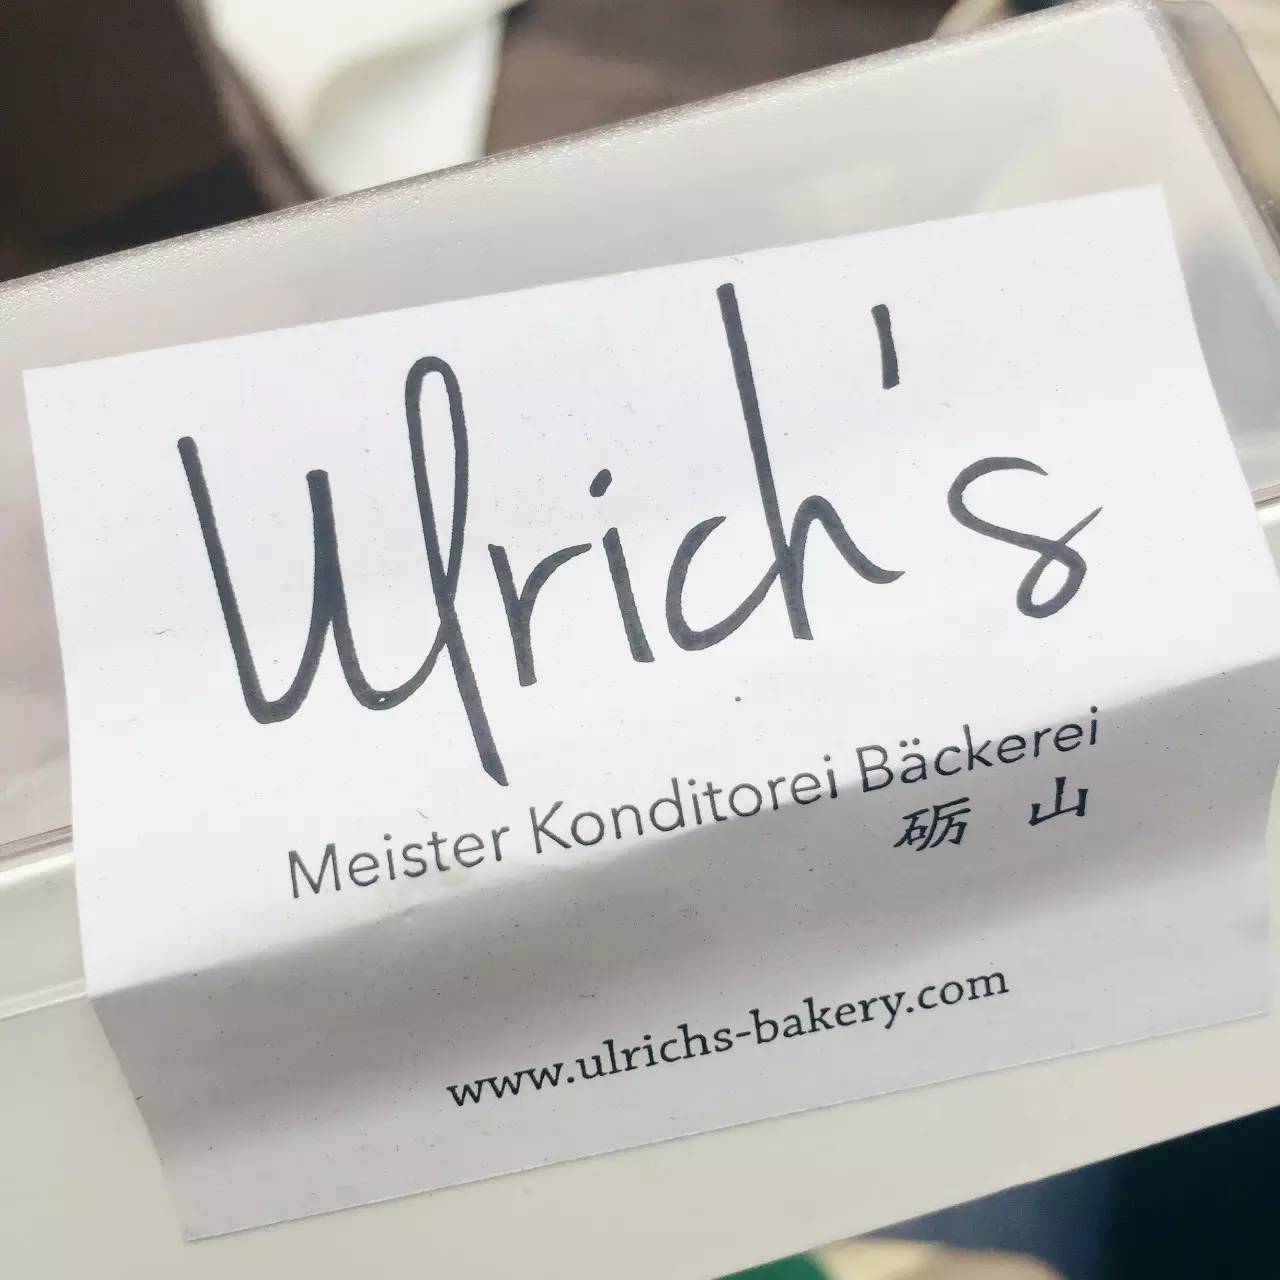 Ulrich's
Meister Konditorei Bäckerei
砺 山
www.ulrichs-bakery.com